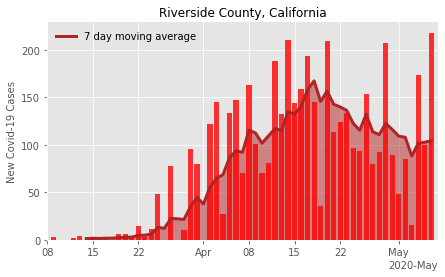 Riverside County, California
7 day moving average
New Covid-19 Cases
200
150
100
50
0
08 15 22 Apr 08 15 22 May
2020-May